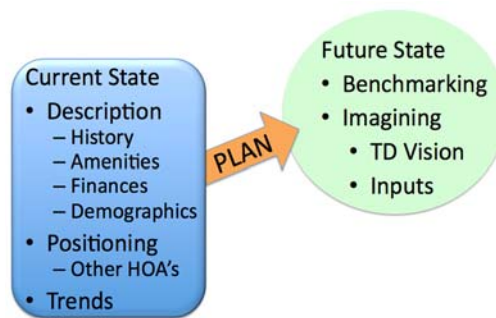 Current State
• Description
– History
– Amenities
– Finances
– Demographics
• Positioning
– Other HOA's
• Trends
PLAN
Future State
• Benchmarking
• Imagining
• TD Vision
• Inputs